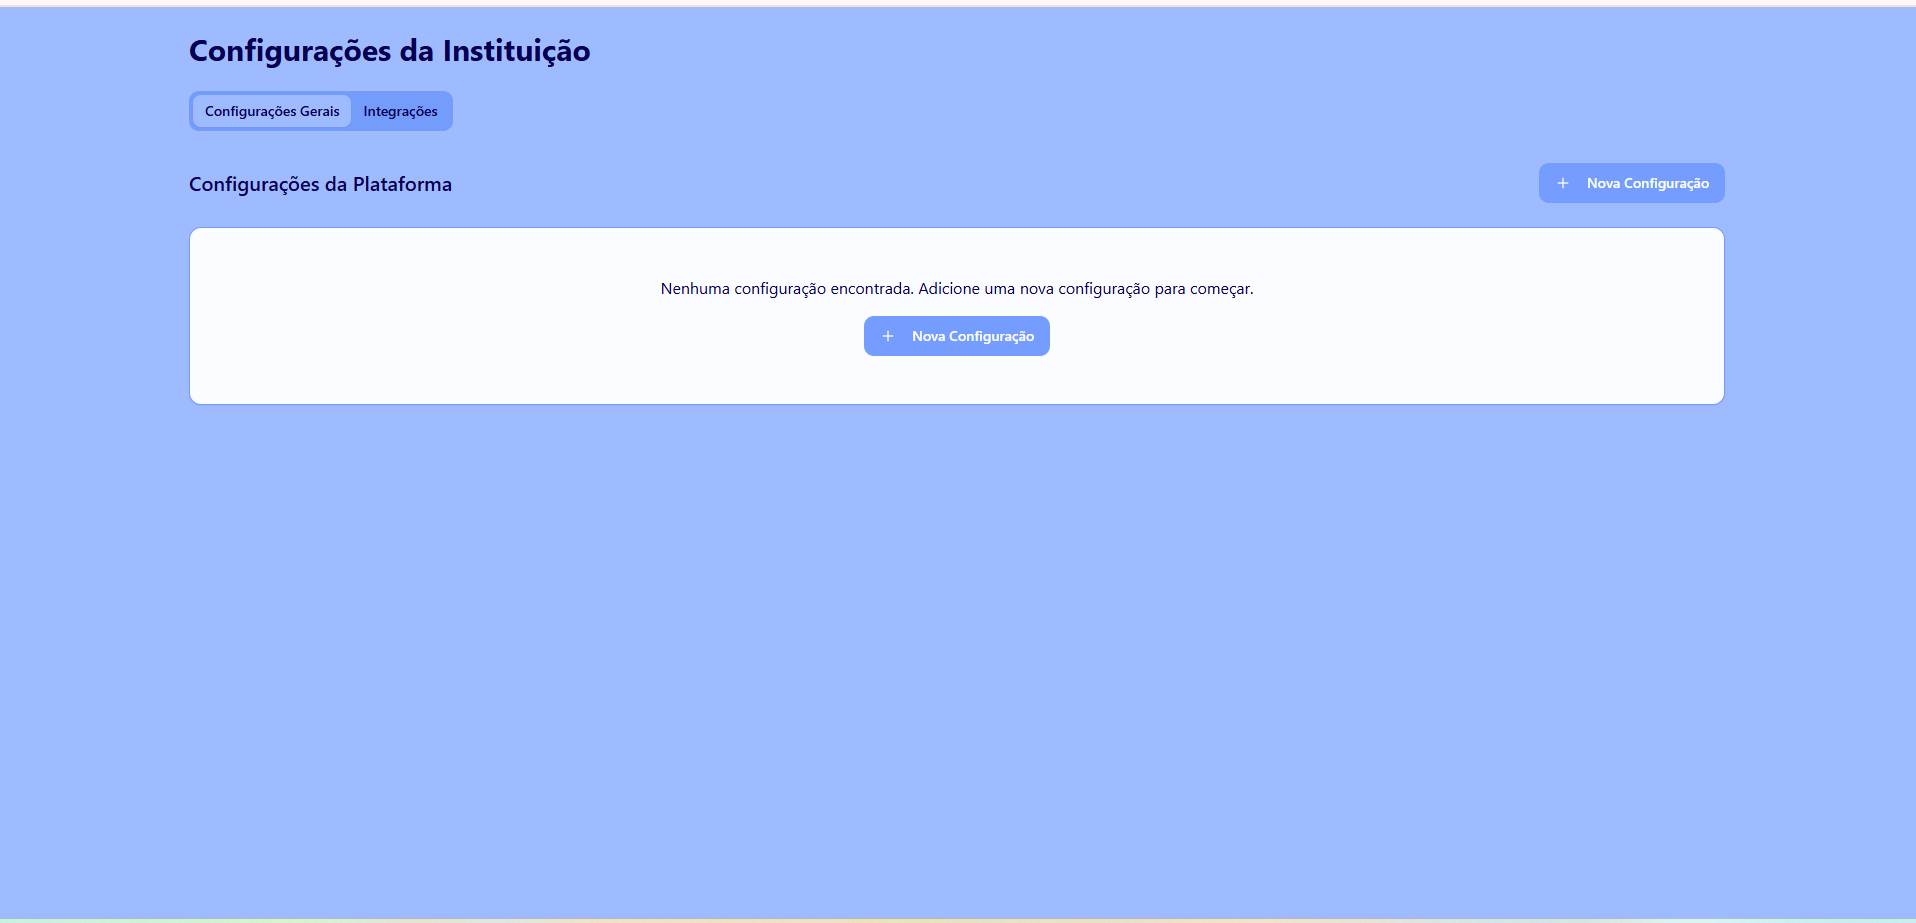 Configurações da Instituição
Configurações Gerais
Integrações
Configurações da Plataforma
Nova Configuração
Nenhuma configuração encontrada. Adicione uma nova configuração para começar.
Nova Configuração